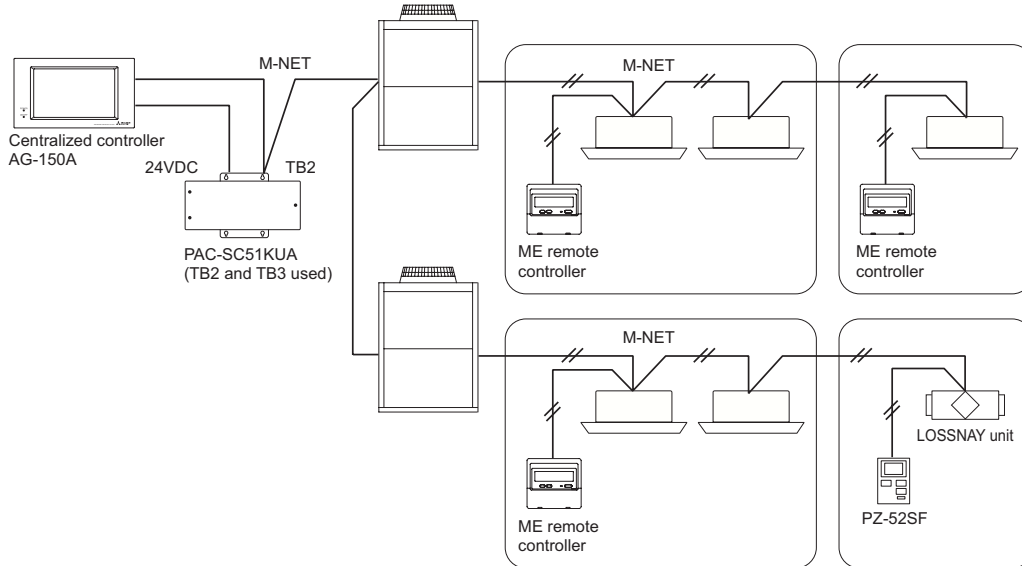 M-NET
Centralized controller
AG-150A
24VDC
TB2
PAC-SC51KUA
(TB2 and TB3 used)
M-NET
ME remote
controller
ME remote
controller
M-NET
ME remote
controller
LOSSNAY unit
PZ-52SF